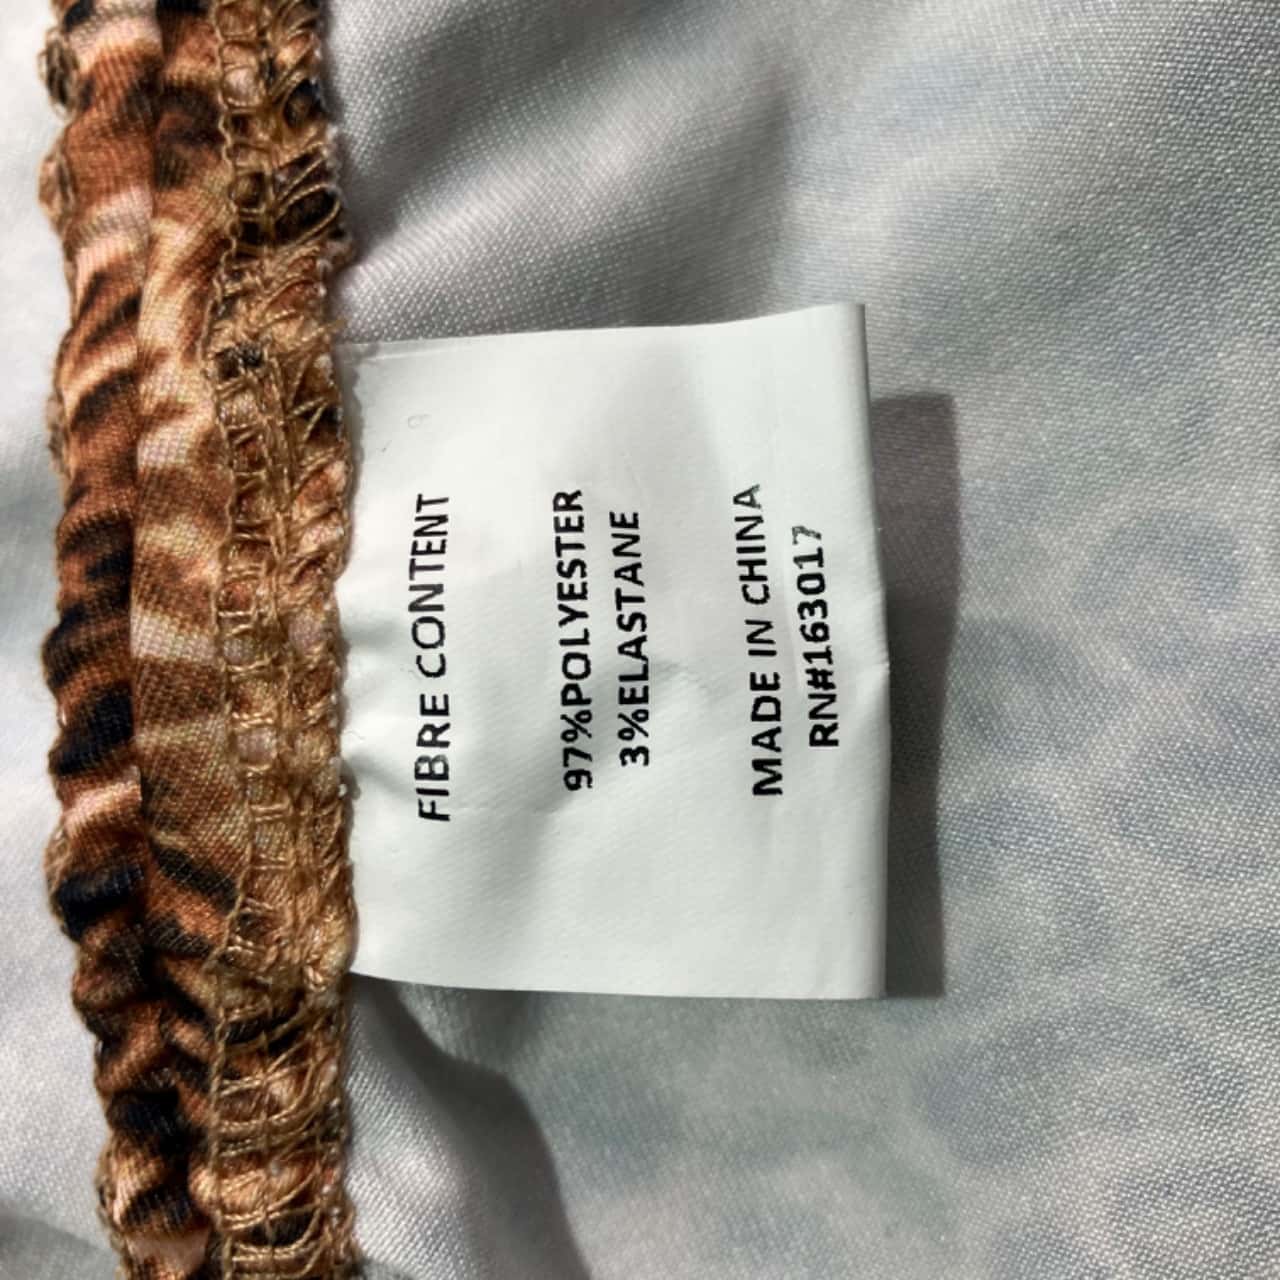 FIBRE CONTENT
97%POLYESTER
3%ELASTANE
MADE IN CHINA
RN#163017